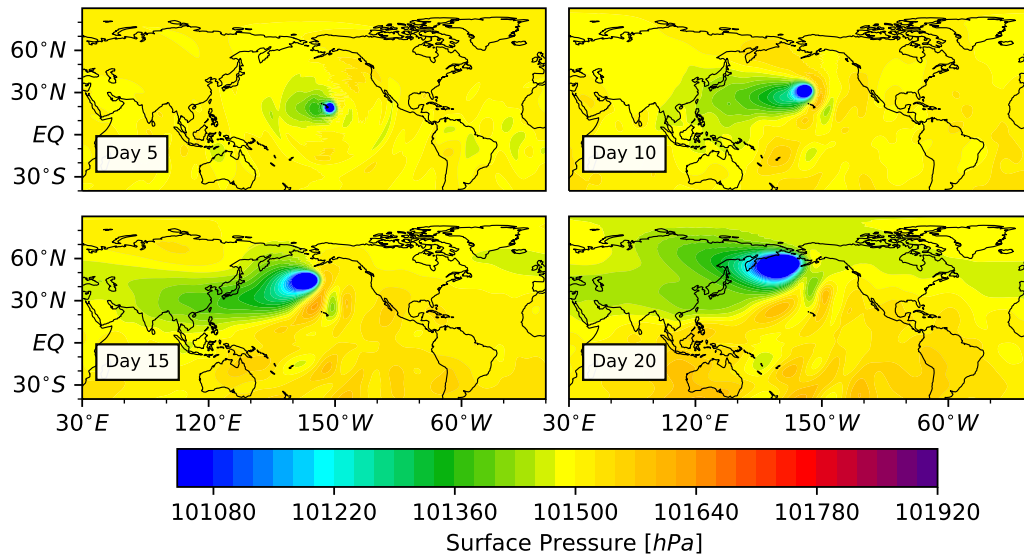 60°N
30°N
EQ
30°S
Day 5
Day 10
60°N
30°N
EQ
30°S
Day 15
Day 20
30°E 120°E 150°W 60°W 30°E 120°E 150°W 60°W
101080 101220 101360 101500 101640 101780 101920
Surface Pressure [hPa]